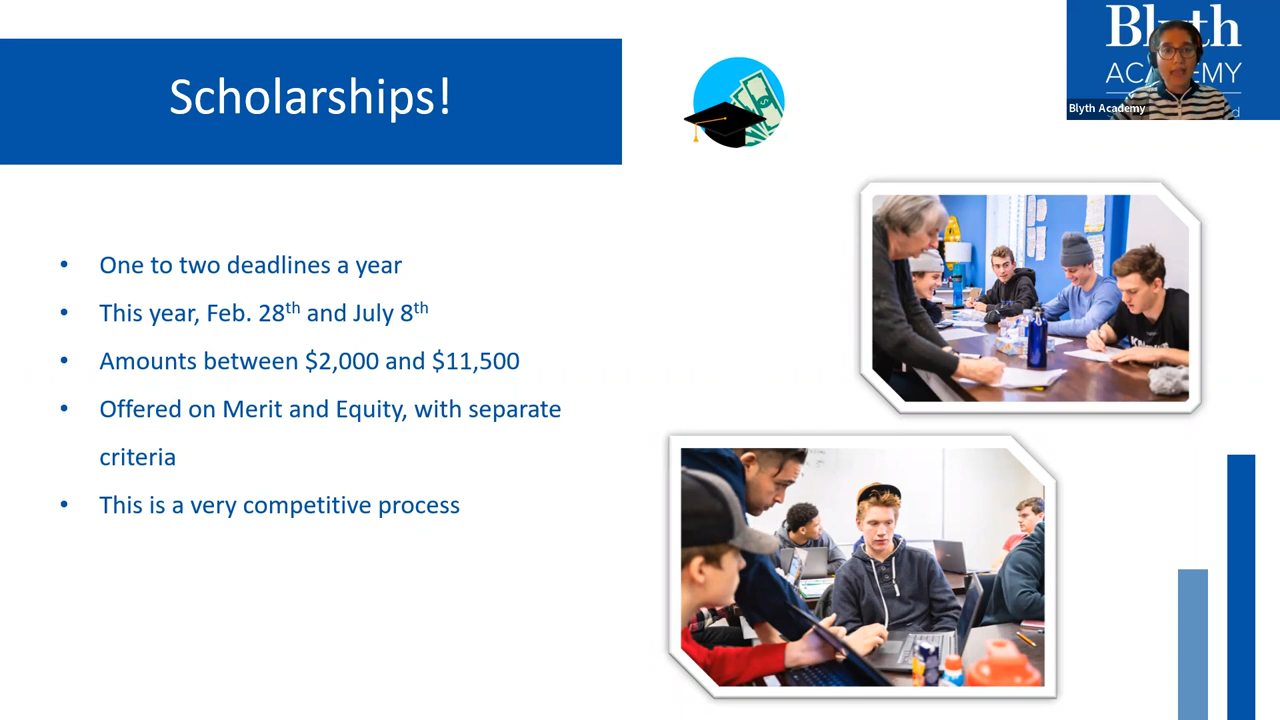 Scholarships!
Blyth
ACADEMY
Blyth Academy
One to two deadlines a year
This year, Feb. 28th and July 8th
Amounts between $2,000 and $11,500
Offered on Merit and Equity, with separate
criteria
This is a very competitive process